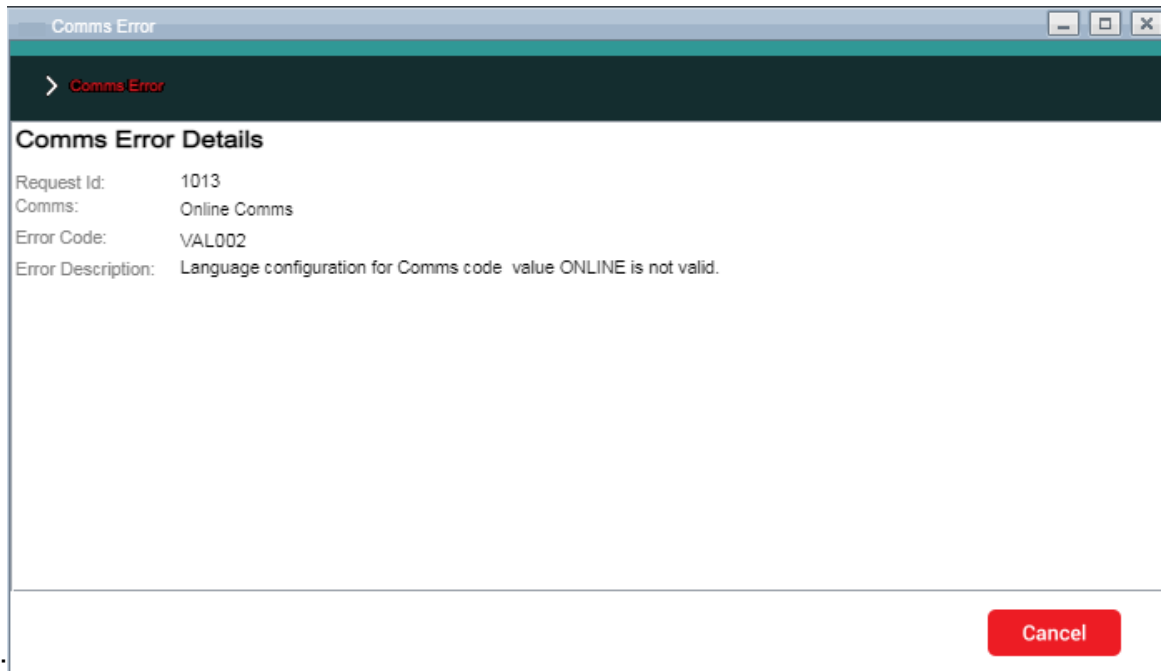 Comms Error
Comms Error
Comms Error Details
Request Id: 1013
Comms: Online Comms
Error Code: VAL002
Error Description: Language configuration for Comms code  value ONLINE is not valid.
Cancel
.